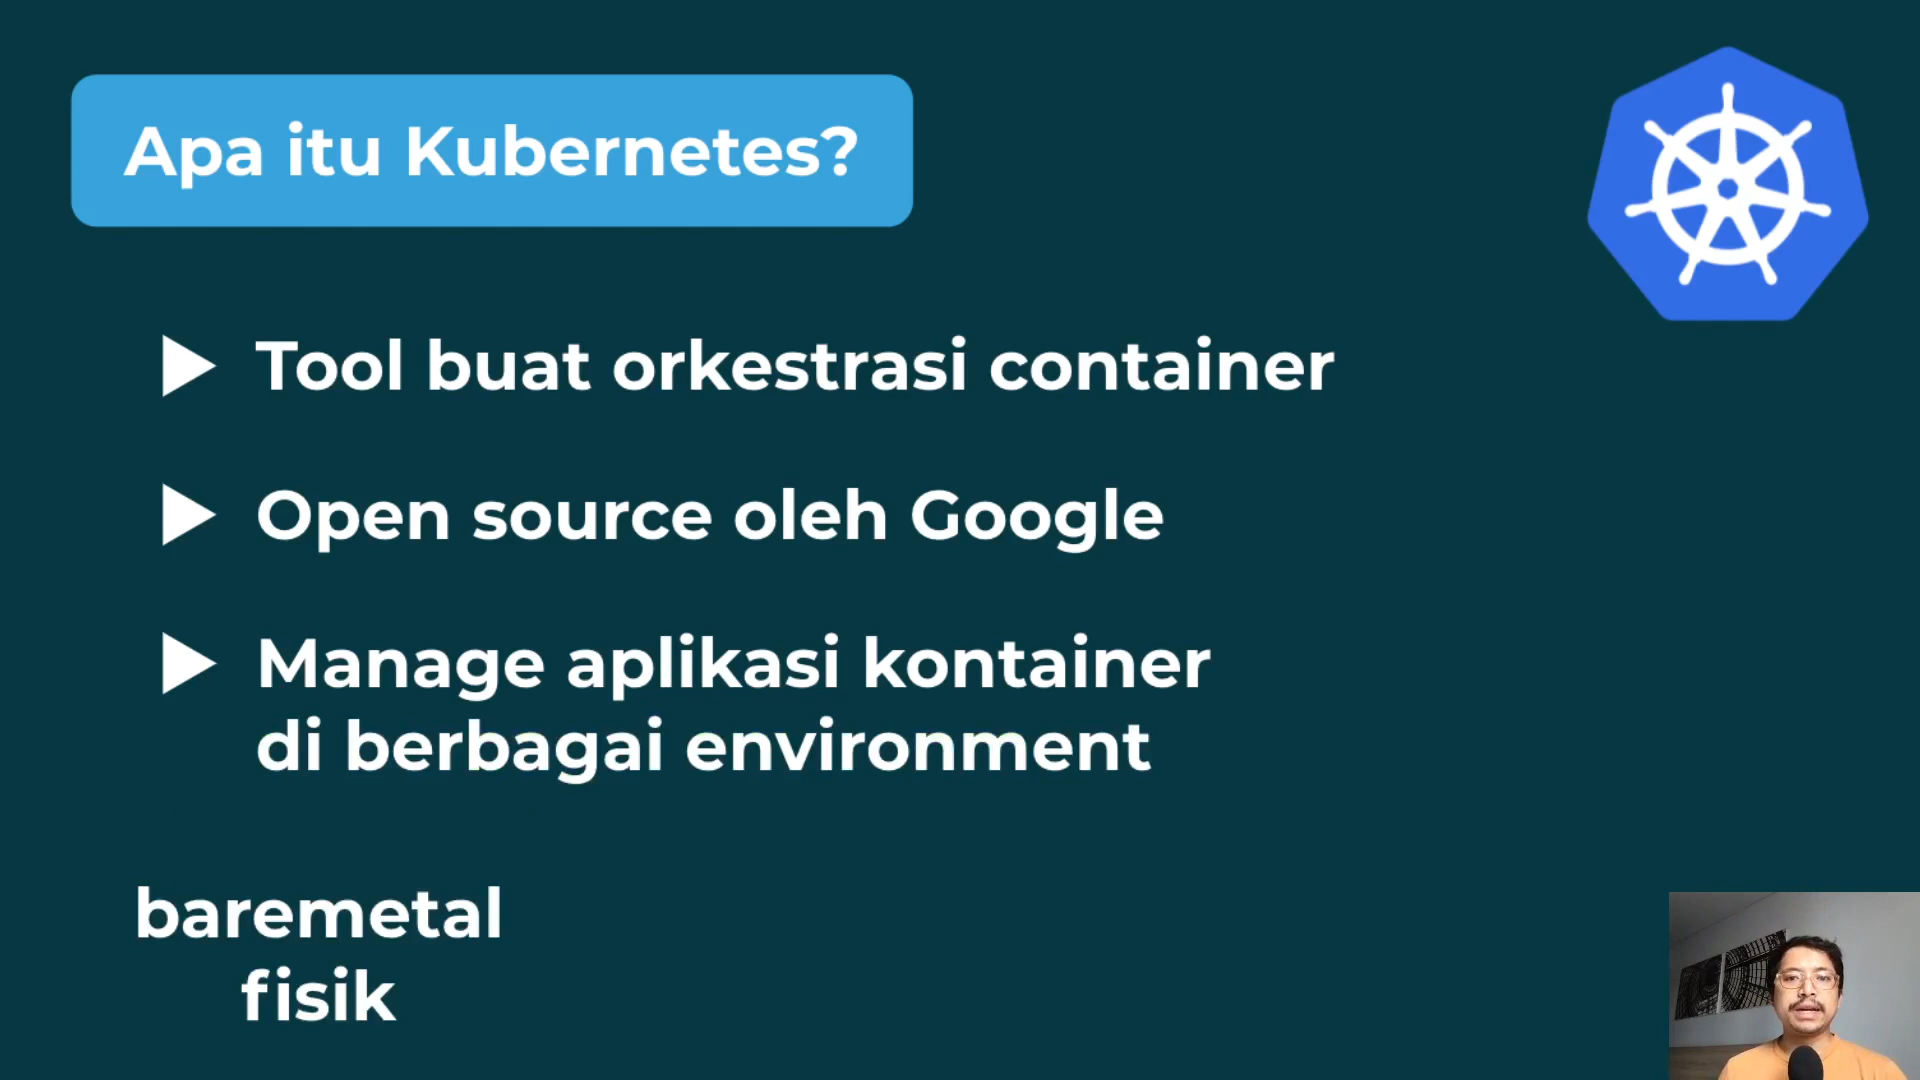 Apa itu Kubernetes?
Tool buat orkestrasi container
Open source oleh Google
Manage aplikasi kontainer
di berbagai environment
baremetal
fisik